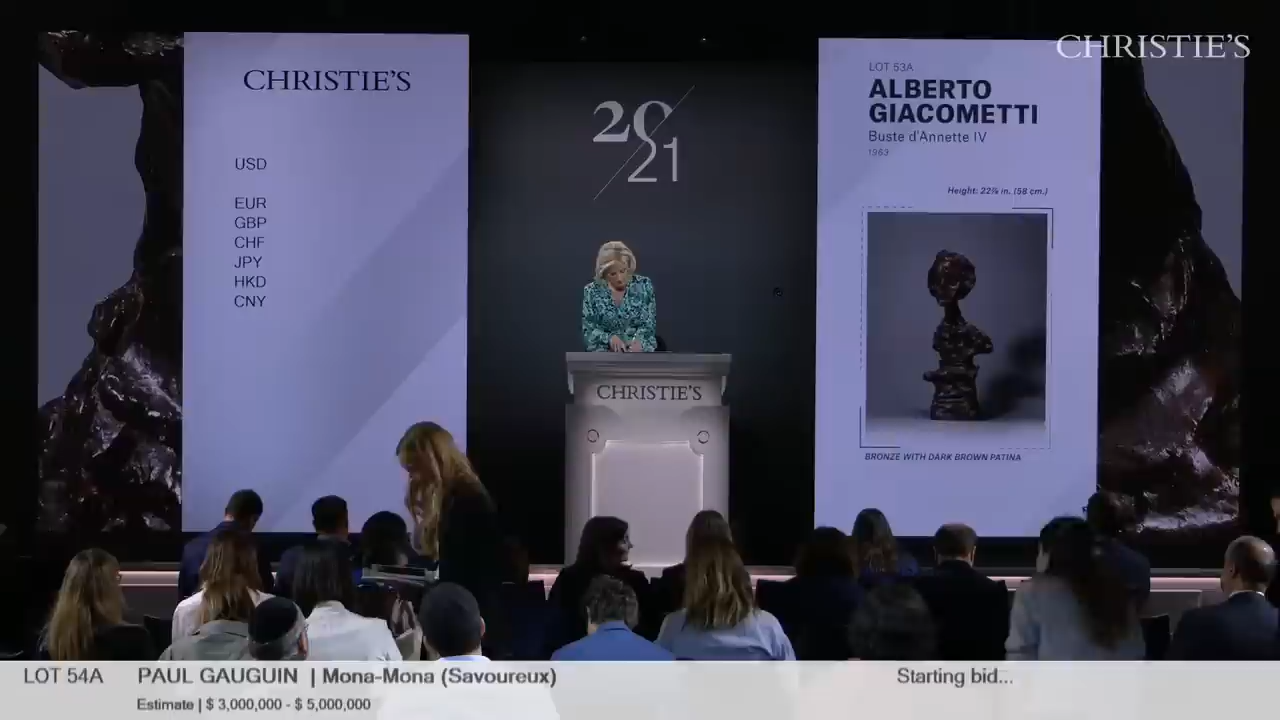 CHRISTIE'S
CHRISTIE'S
USD
EUR
GBP
CHF
JPY
HKD
CNY
20
21
CHRISTIE'S
LOT 53A
ALBERTO
GIACOMETTI
Buste d'Annette IV
1963
Height: 22⅞ in. (58 cm.)
BRONZE WITH DARK BROWN PATINA
LOT 54A PAUL GAUGUIN | Mona-Mona (Savoureux) Starting bid...
Estimate | $ 3,000,000 - $ 5,000,000